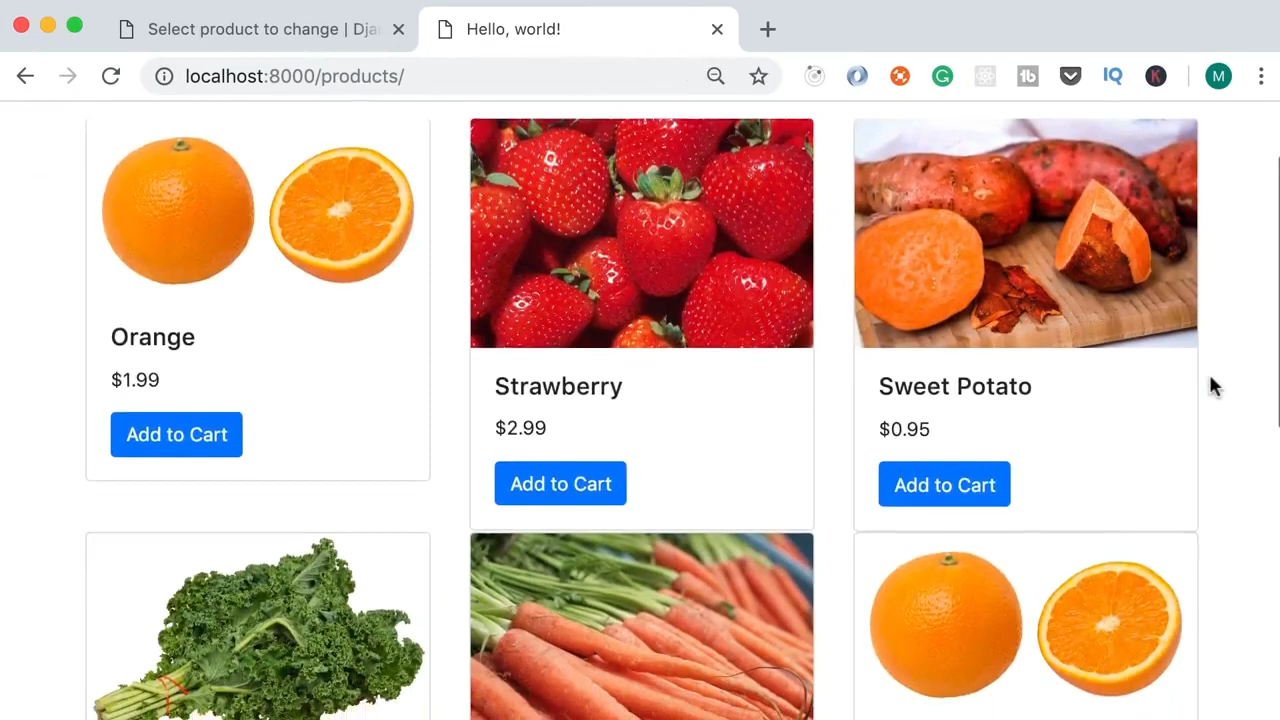 Select product to change | Dja
Hello, world!
localhost:8000/products/
1b
IQ
K
M
Orange
$1.99
Add to Cart
Strawberry
$2.99
Add to Cart
Sweet Potato
$0.95
Add to Cart